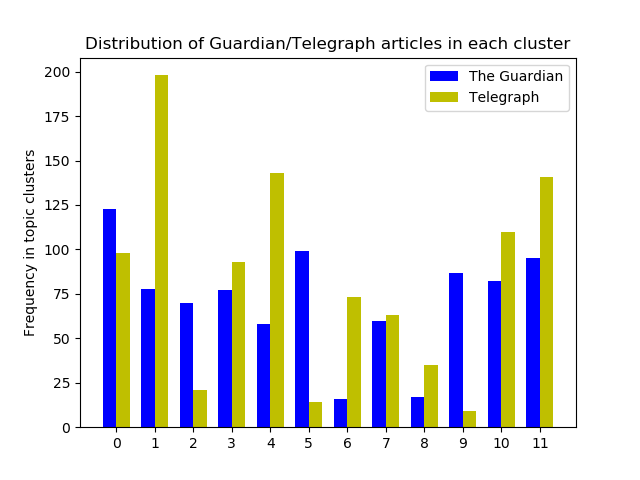 Distribution of Guardian/Telegraph articles in each cluster
The Guardian
Telegraph
Frequency in topic clusters
200
175
150
125
100
75
50
25
0
0 1 2 3 4 5 6 7 8 9 10 11